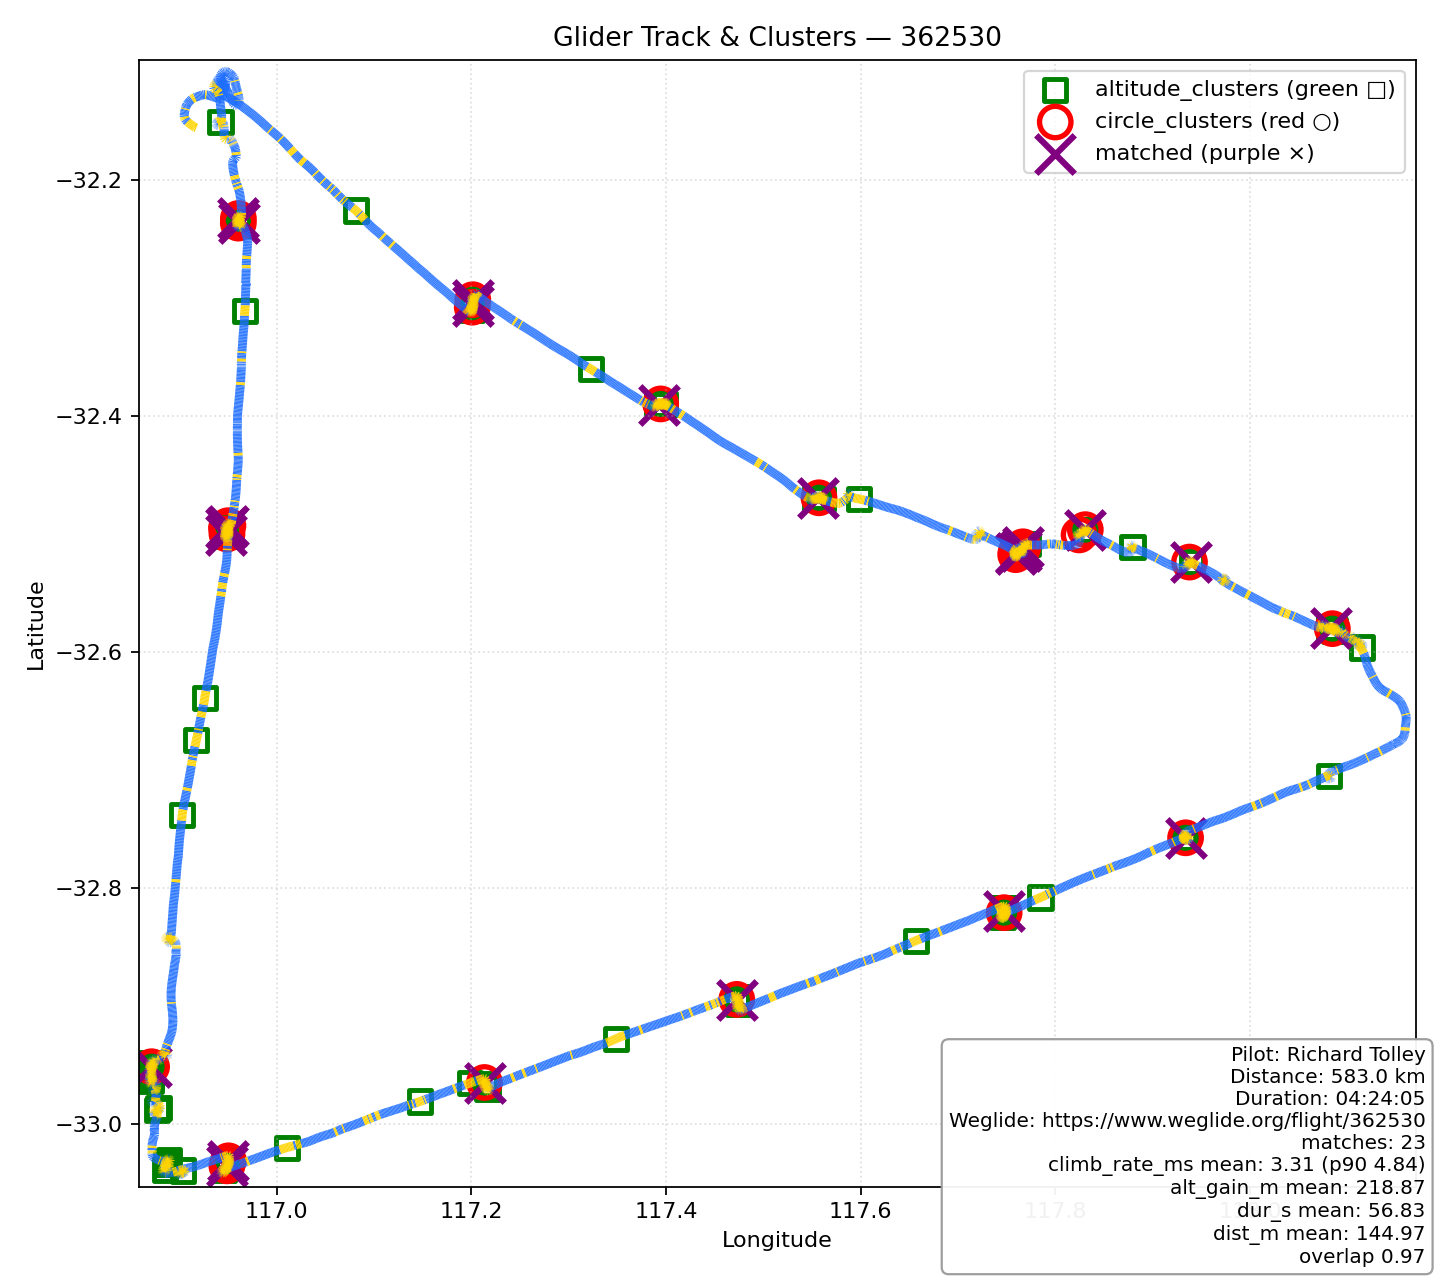 Glider Track & Clusters — 362530
altitude_clusters (green □)
circle_clusters (red ○)
matched (purple ×)
−32.2
−32.4
−32.6
−32.8
−33.0
Latitude
117.0
117.2
117.4
117.6
117.8
Longitude
Pilot: Richard Tolley
Distance: 583.0 km
Duration: 04:24:05
Weglide: https://www.weglide.org/flight/362530
matches: 23
climb_rate_ms mean: 3.31 (p90 4.84)
alt_gain_m mean: 218.87
dur_s mean: 56.83
dist_m mean: 144.97
overlap 0.97